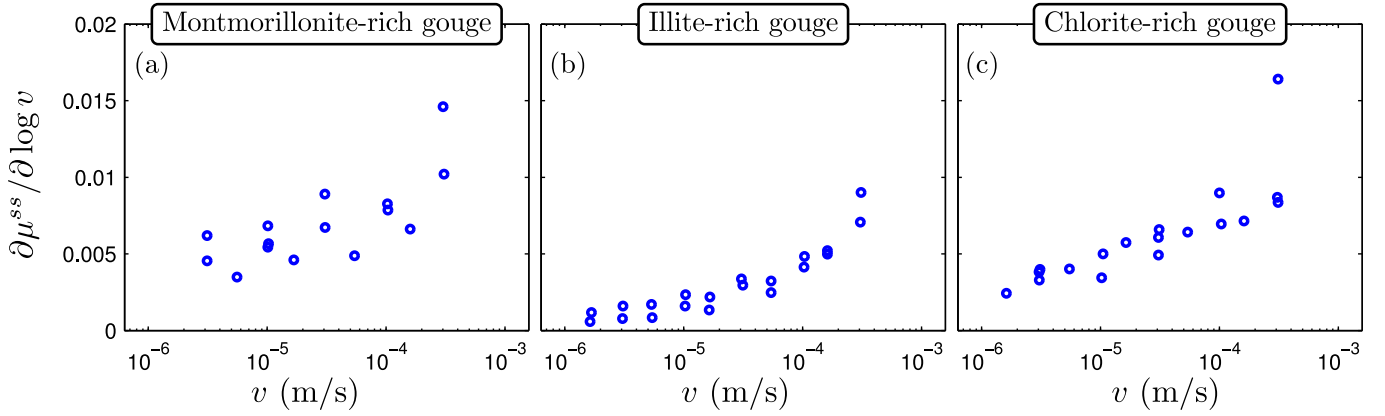 Montmorillonite-rich gouge
Illite-rich gouge
Chlorite-rich gouge
(a)
(b)
(c)
∂μ^{ss}/∂ log v
0.02
0.015
0.01
0.005
0
10^{−6} 10^{−5} 10^{−4} 10^{−3}
10^{−6} 10^{−5} 10^{−4} 10^{−3}
10^{−6} 10^{−5} 10^{−4} 10^{−3}
v (m/s)
v (m/s)
v (m/s)